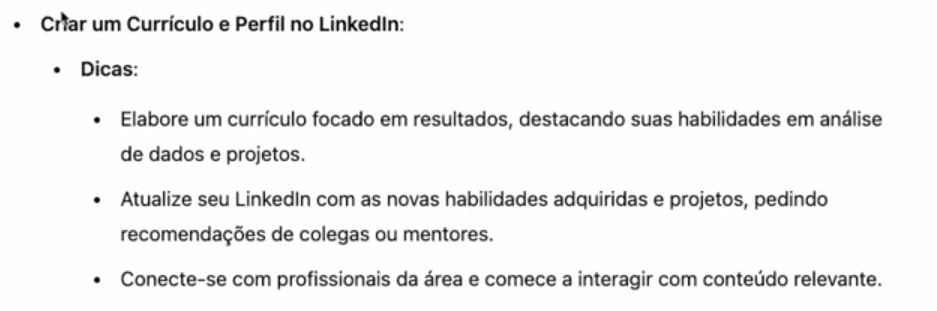 • Criar um Currículo e Perfil no LinkedIn:
• Dicas:
• Elabore um currículo focado em resultados, destacando suas habilidades em análise
de dados e projetos.
• Atualize seu LinkedIn com as novas habilidades adquiridas e projetos, pedindo
recomendações de colegas ou mentores.
• Conecte-se com profissionais da área e comece a interagir com conteúdo relevante.